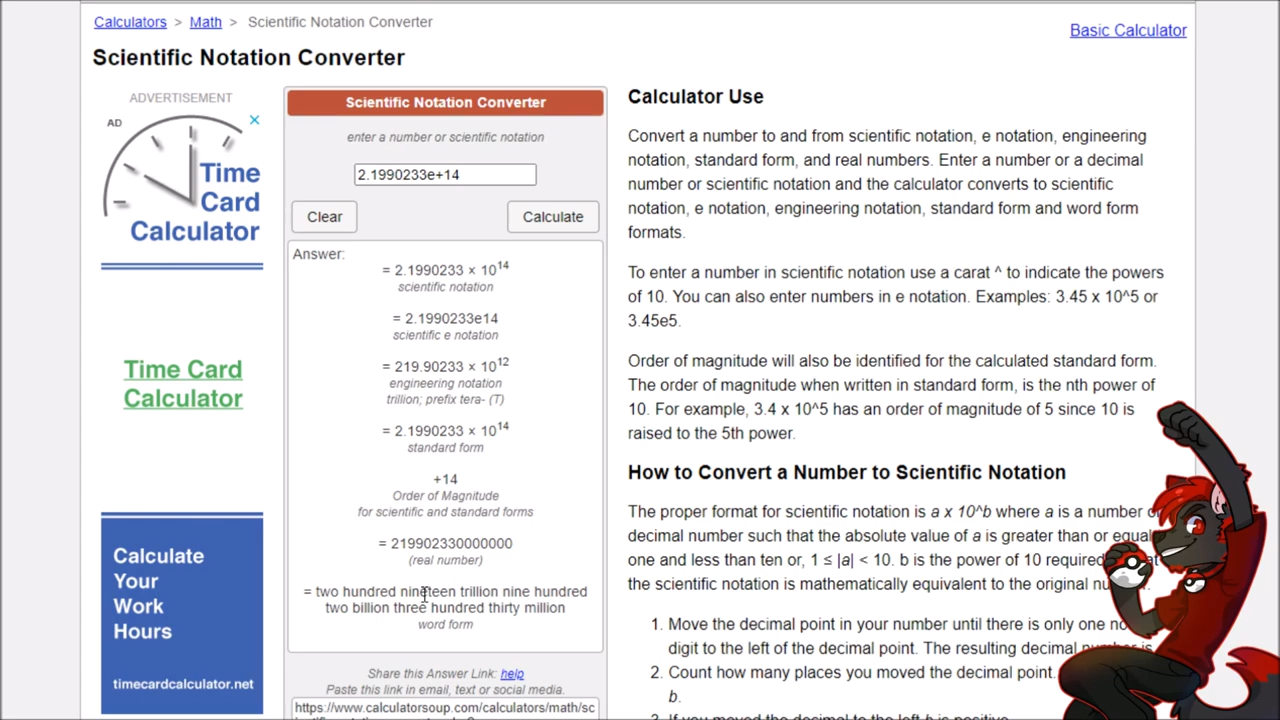 Calculators > Math > Scientific Notation Converter
Basic Calculator
Scientific Notation Converter
ADVERTISEMENT
AD
Time
Card
Calculator
Time Card
Calculator
Calculate
Your
Work
Hours
timecardcalculator.net
Scientific Notation Converter
enter a number or scientific notation
2.1990233e+14
Clear
Calculate
Answer:
= 2.1990233 × 10^14
scientific notation
= 2.1990233e14
scientific e notation
= 219.90233 × 10^12
engineering notation
trillion; prefix tera- (T)
= 2.1990233 × 10^14
standard form
+14
Order of Magnitude
for scientific and standard forms
= 219902330000000
(real number)
= two hundred nineteen trillion nine hundred
two billion three hundred thirty million
word form
Share this Answer Link: help
Paste this link in email, text or social media.
https://www.calculatorsoup.com/calculators/math/sc
Calculator Use
Convert a number to and from scientific notation, e notation, engineering
notation, standard form, and real numbers. Enter a number or a decimal
number or scientific notation and the calculator converts to scientific
notation, e notation, engineering notation, standard form and word form
formats.
To enter a number in scientific notation use a carat ^ to indicate the powers
of 10. You can also enter numbers in e notation. Examples: 3.45 x 10^5 or
3.45e5.
Order of magnitude will also be identified for the calculated standard form.
The order of magnitude when written in standard form, is the nth power of
10. For example, 3.4 x 10^5 has an order of magnitude of 5 since 10 is
raised to the 5th power.
How to Convert a Number to Scientific Notation
The proper format for scientific notation is a x 10^b where a is a number
decimal number such that the absolute value of a is greater than or equal
one and less than ten or, 1 ≤ |a| < 10. b is the power of 10 required
the scientific notation is mathematically equivalent to the original
1. Move the decimal point in your number until there is only one
digit to the left of the decimal point. The resulting decimal number is
2. Count how many places you moved the decimal point.
b.
3. If you moved the decimal to the left b is positive